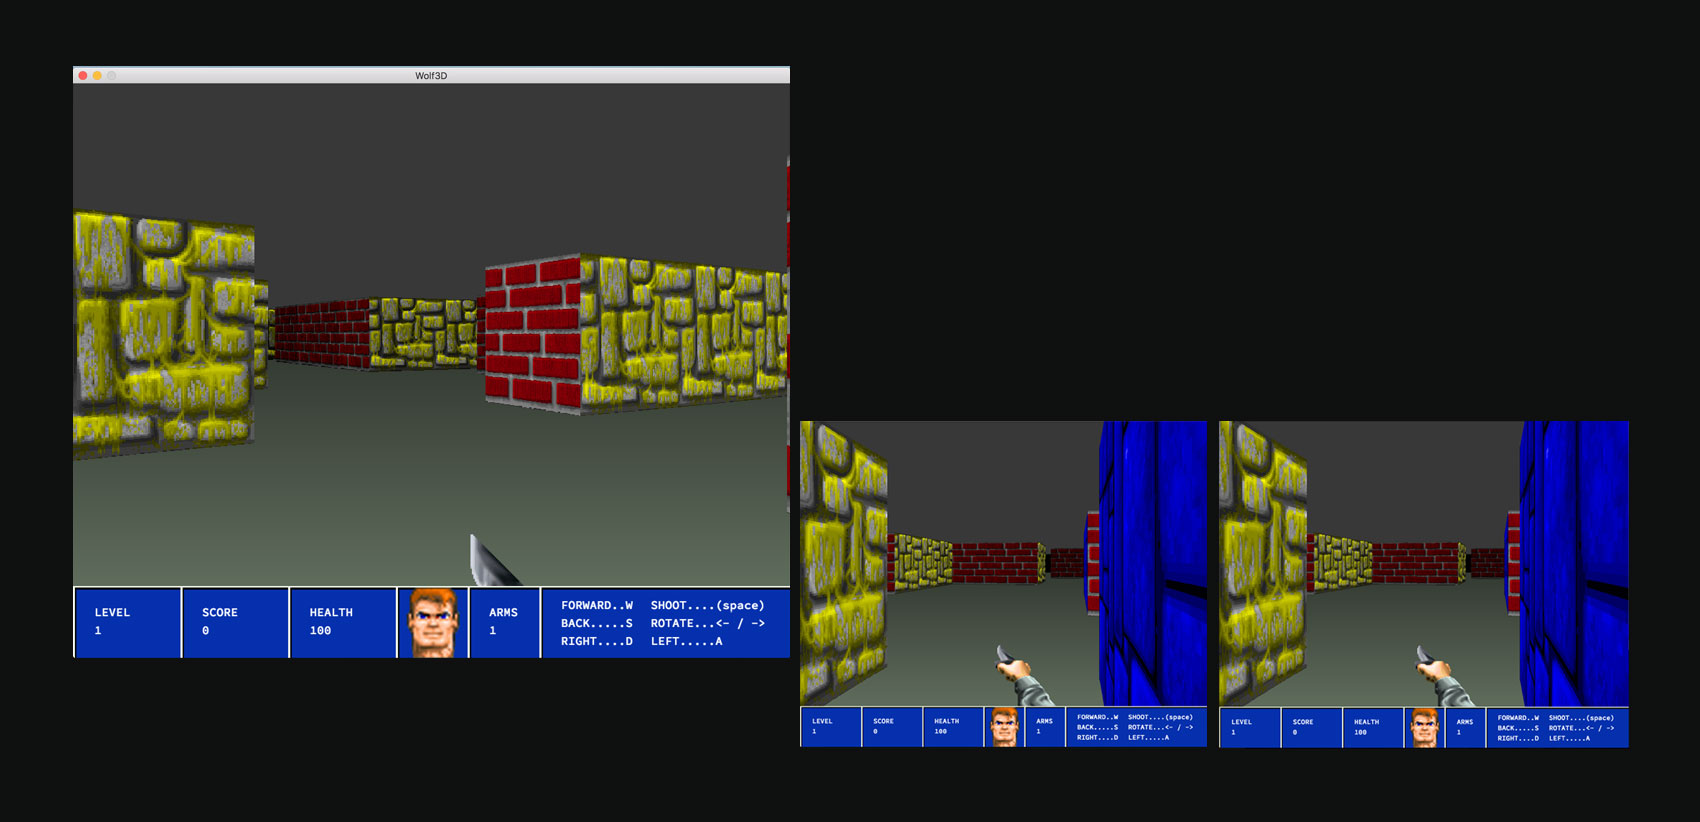 Wolf3D
LEVEL SCORE HEALTH ARMS FORWARD..W SHOOT....(space)
1 0 100 1 BACK.....S ROTATE...<- / ->
RIGHT....D LEFT.....A
LEVEL SCORE HEALTH ARMS FORWARD..W SHOOT....(space)
1 0 100 1 BACK.....S ROTATE...<- / ->
RIGHT....D LEFT.....A
LEVEL SCORE HEALTH ARMS FORWARD..W SHOOT....(space)
1 0 100 1 BACK.....S ROTATE...<- / ->
RIGHT....D LEFT.....A